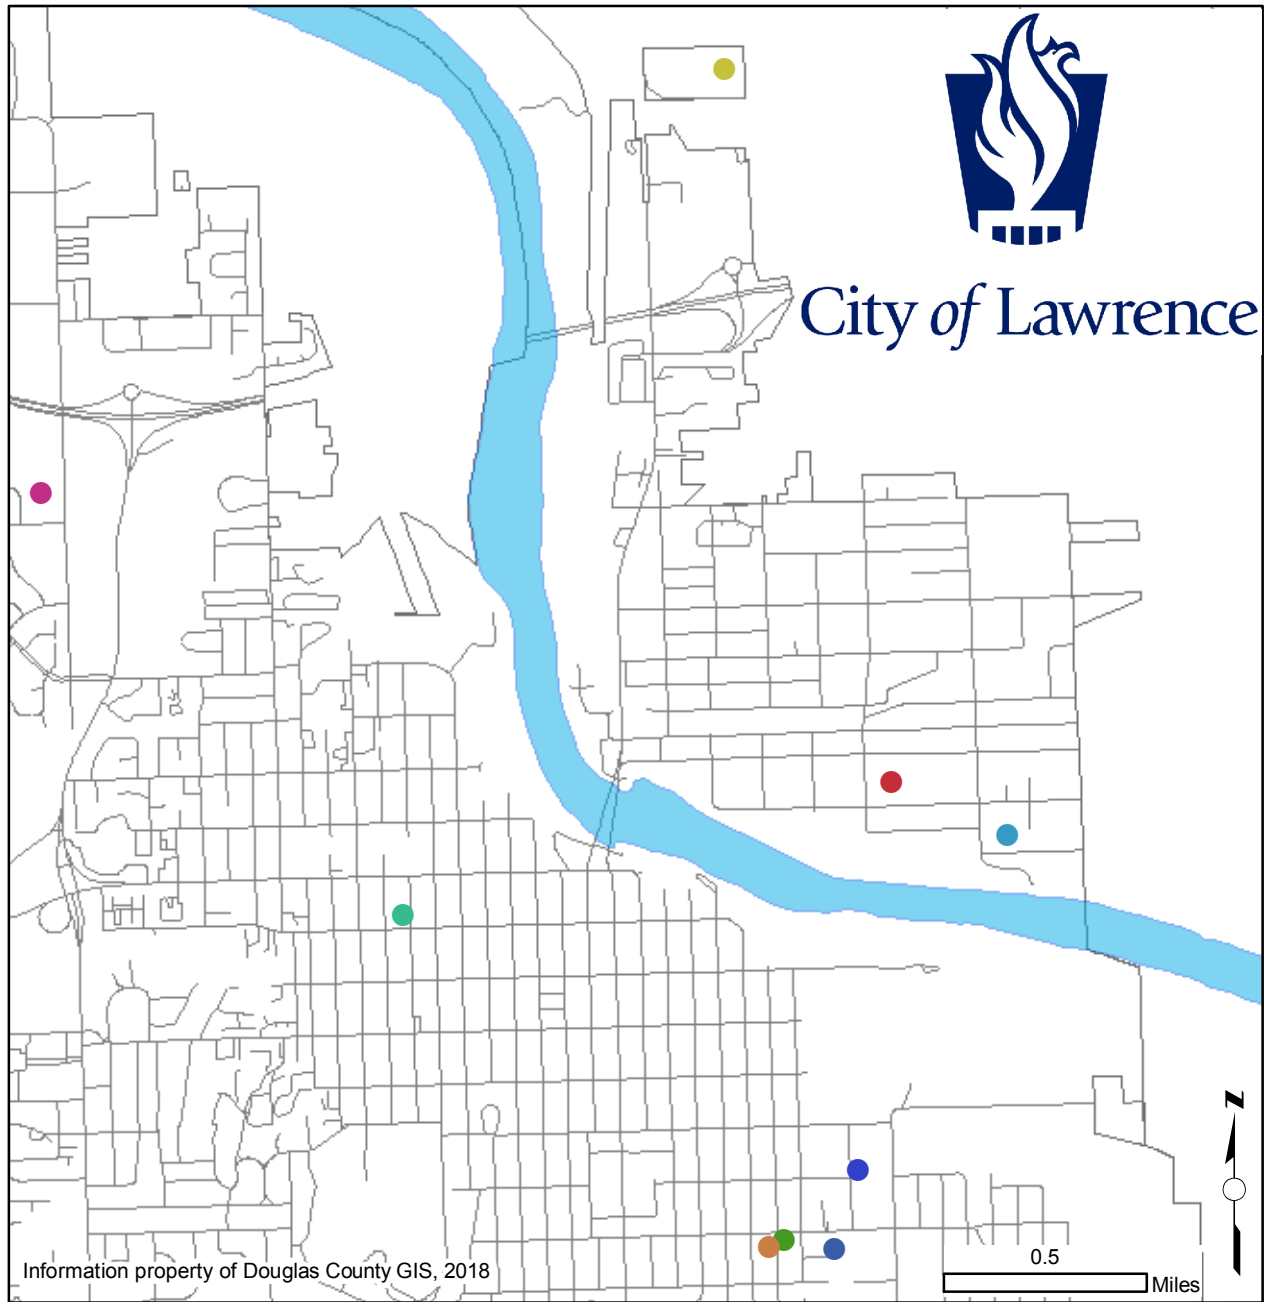 City of Lawrence
N
0.5
Miles
Information property of Douglas County GIS, 2018